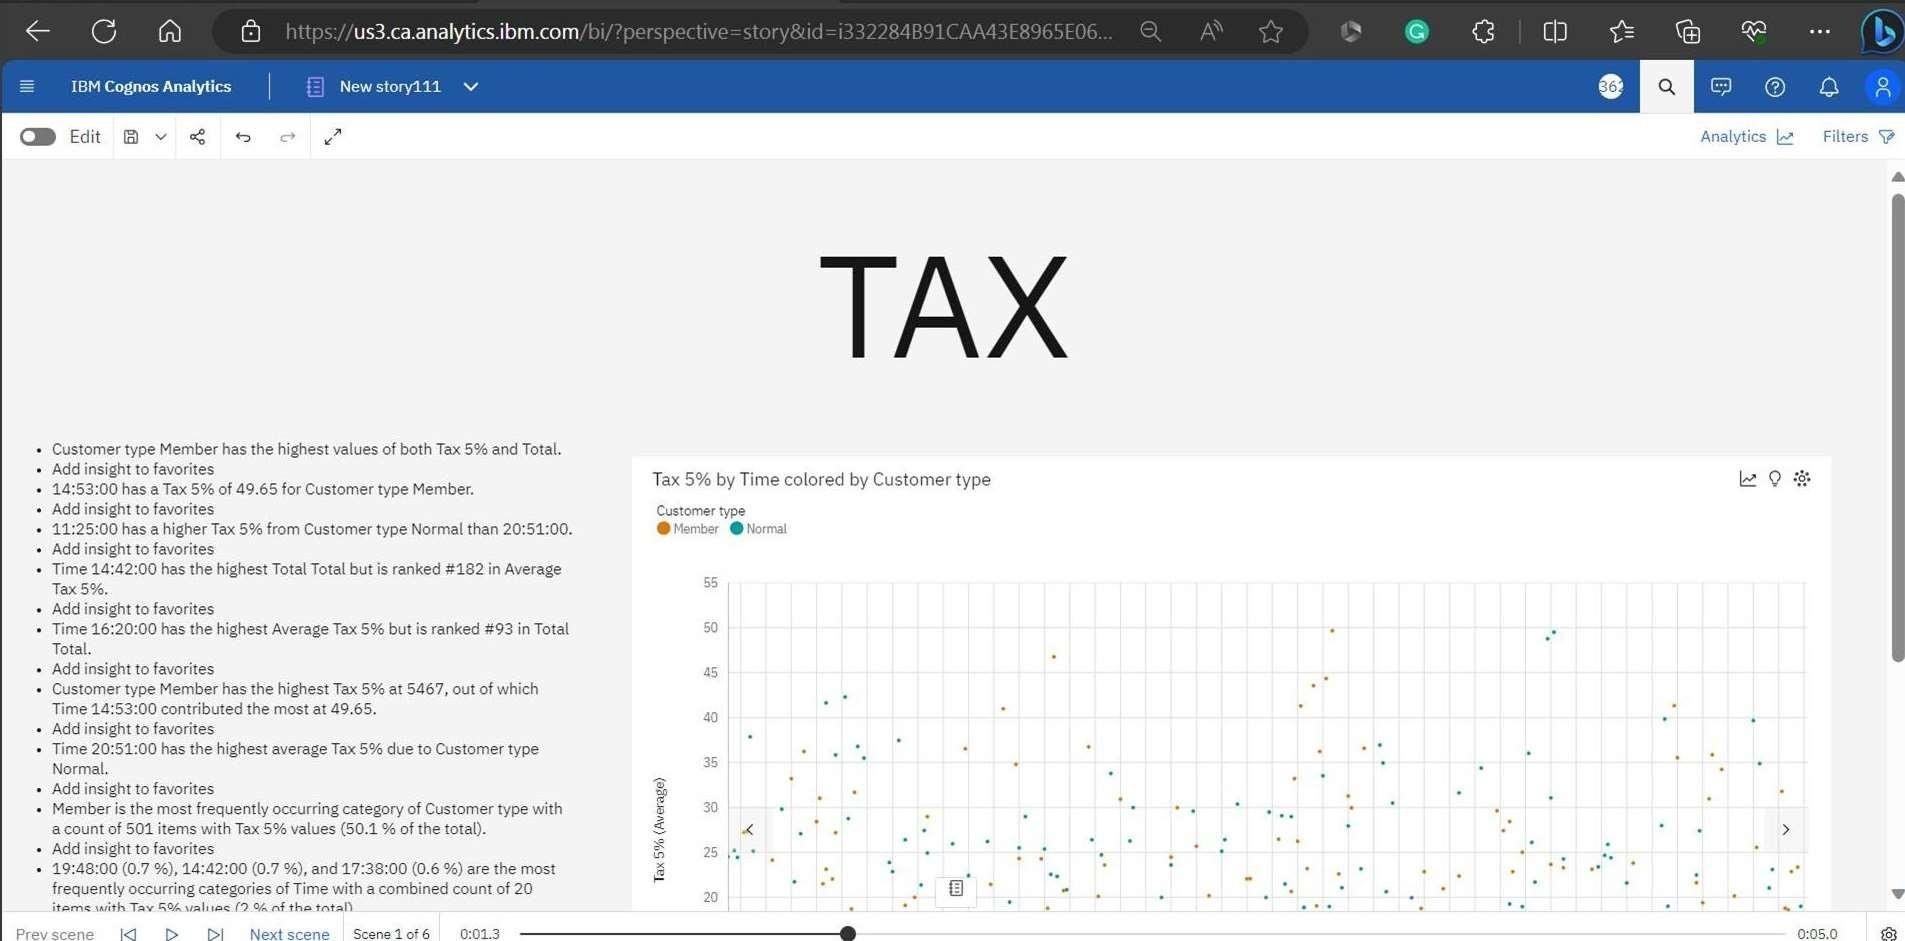 https://us3.ca.analytics.ibm.com/bi/?perspective=story&id=i332284B91CAA43E8965E06...
IBM Cognos Analytics
New story111
362
Edit
Analytics
Filters
TAX
Customer type Member has the highest values of both Tax 5% and Total.
Add insight to favorites
14:53:00 has a Tax 5% of 49.65 for Customer type Member.
Add insight to favorites
11:25:00 has a higher Tax 5% from Customer type Normal than 20:51:00.
Add insight to favorites
Time 14:42:00 has the highest Total Total but is ranked #182 in Average
Tax 5%.
Add insight to favorites
Time 16:20:00 has the highest Average Tax 5% but is ranked #93 in Total
Total.
Add insight to favorites
Customer type Member has the highest Tax 5% at 5467, out of which
Time 14:53:00 contributed the most at 49.65.
Add insight to favorites
Time 20:51:00 has the highest average Tax 5% due to Customer type
Normal.
Add insight to favorites
Member is the most frequently occurring category of Customer type with
a count of 501 items with Tax 5% values (50.1 % of the total).
Add insight to favorites
19:48:00 (0.7 %), 14:42:00 (0.7 %), and 17:38:00 (0.6 %) are the most
frequently occurring categories of Time with a combined count of 20
items with Tax 5% values (2 % of the total)
Tax 5% by Time colored by Customer type
Customer type
Member Normal
55
50
45
40
35
30
25
20
Tax 5% (Average)
Prev scene
Next scene
Scene 1 of 6
0:01.3
0:05.0